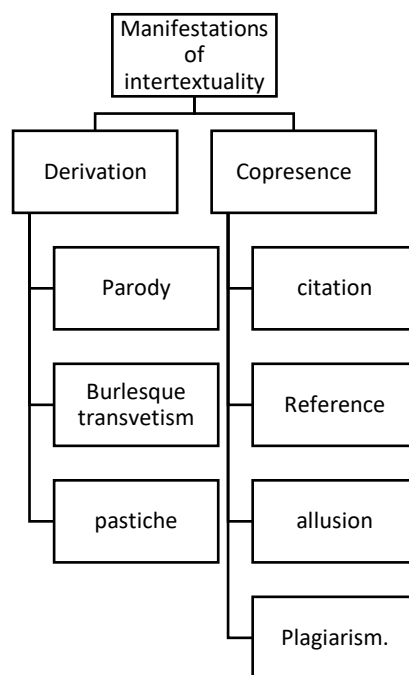 Manifestations
of
intertextuality
Derivation
Copresence
Parody
citation
Burlesque
transvetism
Reference
pastiche
allusion
Plagiarism.